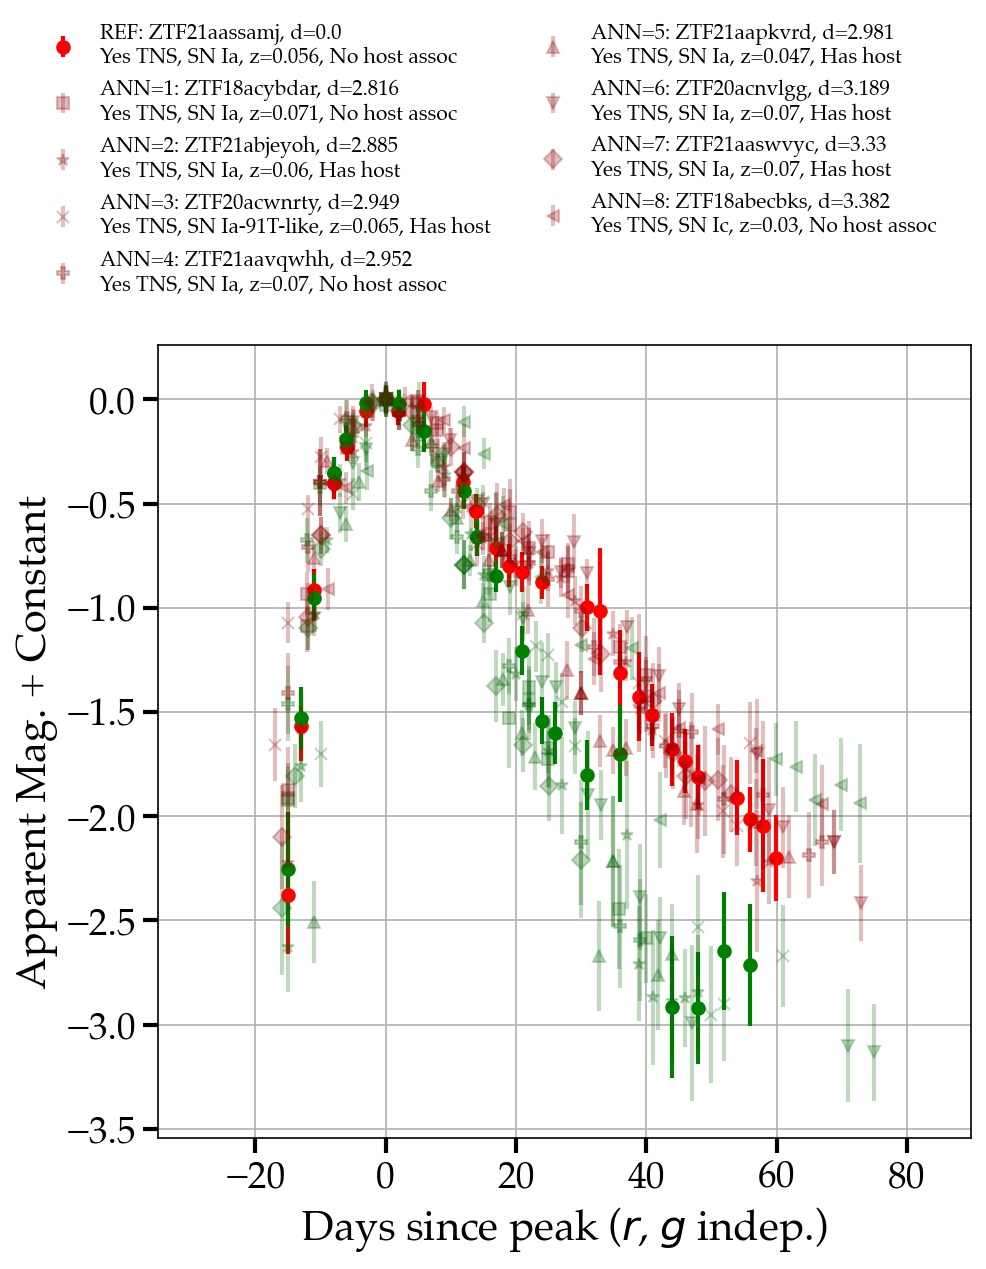 REF: ZTF21aassamj, d=0.0
Yes TNS, SN Ia, z=0.056, No host assoc
ANN=1: ZTF18acybdar, d=2.816
Yes TNS, SN Ia, z=0.071, No host assoc
ANN=2: ZTF21abjeyoh, d=2.885
Yes TNS, SN Ia, z=0.06, Has host
ANN=3: ZTF20acwnrty, d=2.949
Yes TNS, SN Ia-91T-like, z=0.065, Has host
ANN=4: ZTF21aavqwhh, d=2.952
Yes TNS, SN Ia, z=0.07, No host assoc
ANN=5: ZTF21aapkvrd, d=2.981
Yes TNS, SN Ia, z=0.047, Has host
ANN=6: ZTF20acnvlgg, d=3.189
Yes TNS, SN Ia, z=0.07, Has host
ANN=7: ZTF21aaswvyc, d=3.33
Yes TNS, SN Ia, z=0.07, Has host
ANN=8: ZTF18abecbks, d=3.382
Yes TNS, SN Ic, z=0.03, No host assoc
Apparent Mag. + Constant
0.0
−0.5
−1.0
−1.5
−2.0
−2.5
−3.0
−3.5
−20
0
20
40
60
80
Days since peak (r, g indep.)